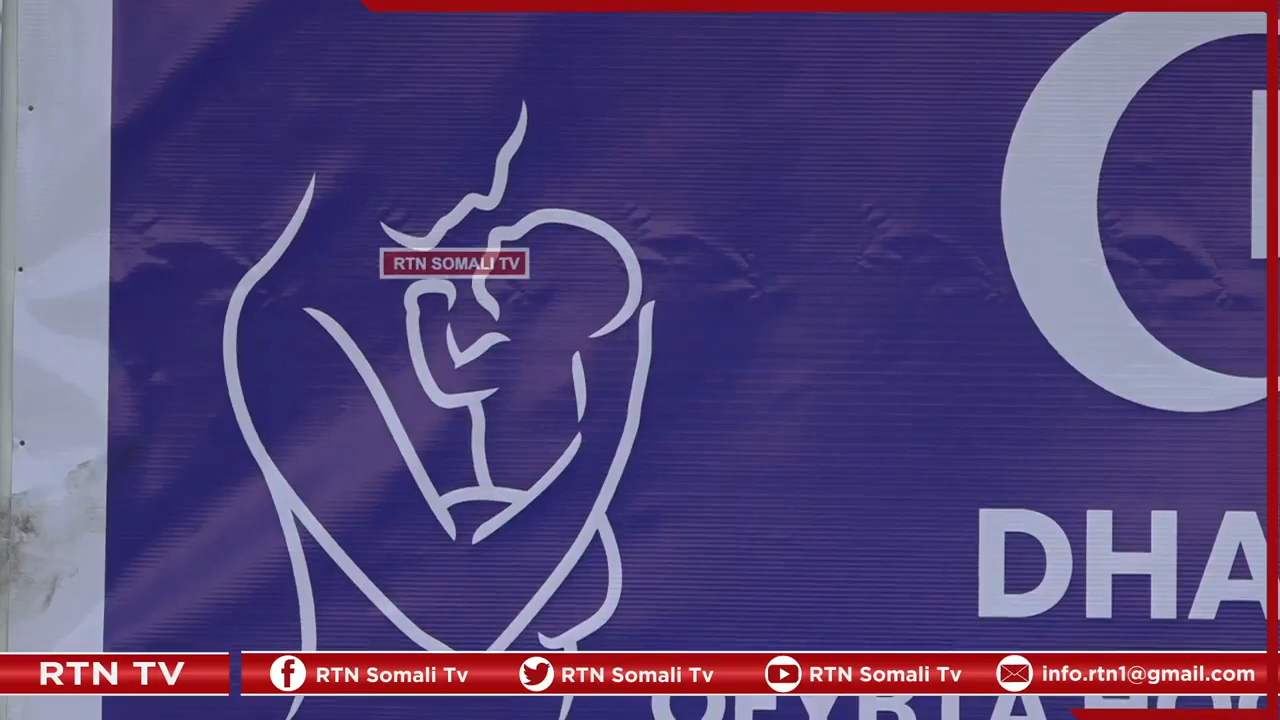 RTN SOMALI TV
DHA
QEYBTA
RTN TV
RTN Somali Tv
RTN Somali Tv
RTN Somali Tv
info.rtn1@gmail.com